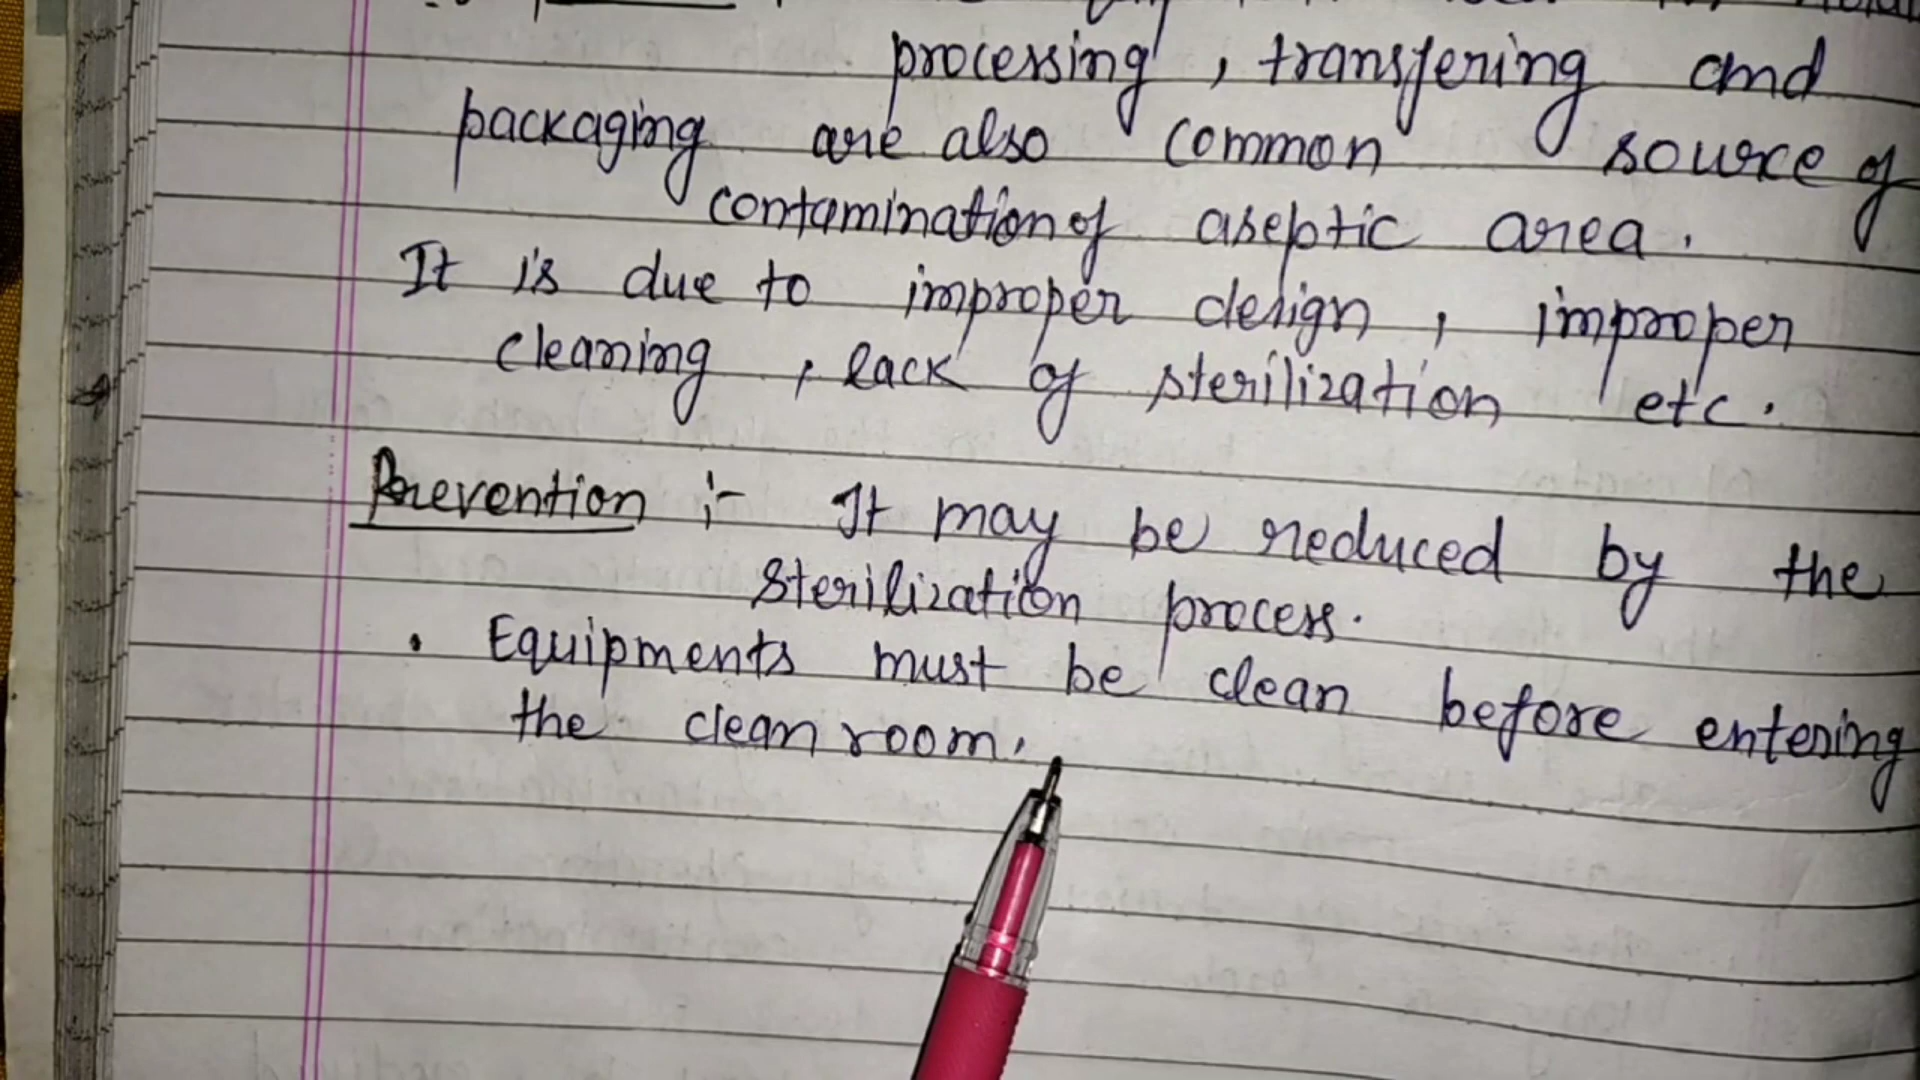 processing, transfering and
packaging are also common source of
contamination of aseptic area.
It is due to improper design, improper
cleaning, lack of sterilization etc.
Prevention :- It may be reduced by the
sterilization process.
• Equipments must be clean before entering
the clean room.